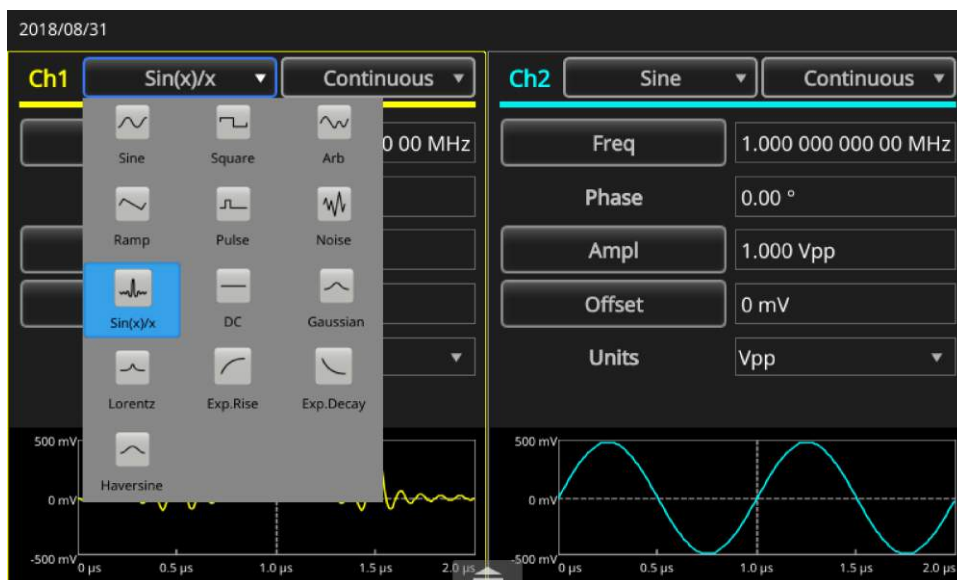 2018/08/31
Ch1 Sin(x)/x Continuous
Sine Square Arb
0 00 MHz
Ramp Pulse Noise
Sin(x)/x DC Gaussian
Lorentz Exp.Rise Exp.Decay
Haversine
500 mV
0 mV
-500 mV
0 µs 0.5 µs 1.0 µs 1.5 µs 2.0 µs
Ch2 Sine Continuous
Freq 1.000 000 000 00 MHz
Phase 0.00 °
Ampl 1.000 Vpp
Offset 0 mV
Units Vpp
500 mV
0 mV
-500 mV
0 µs 0.5 µs 1.0 µs 1.5 µs 2.0 µs